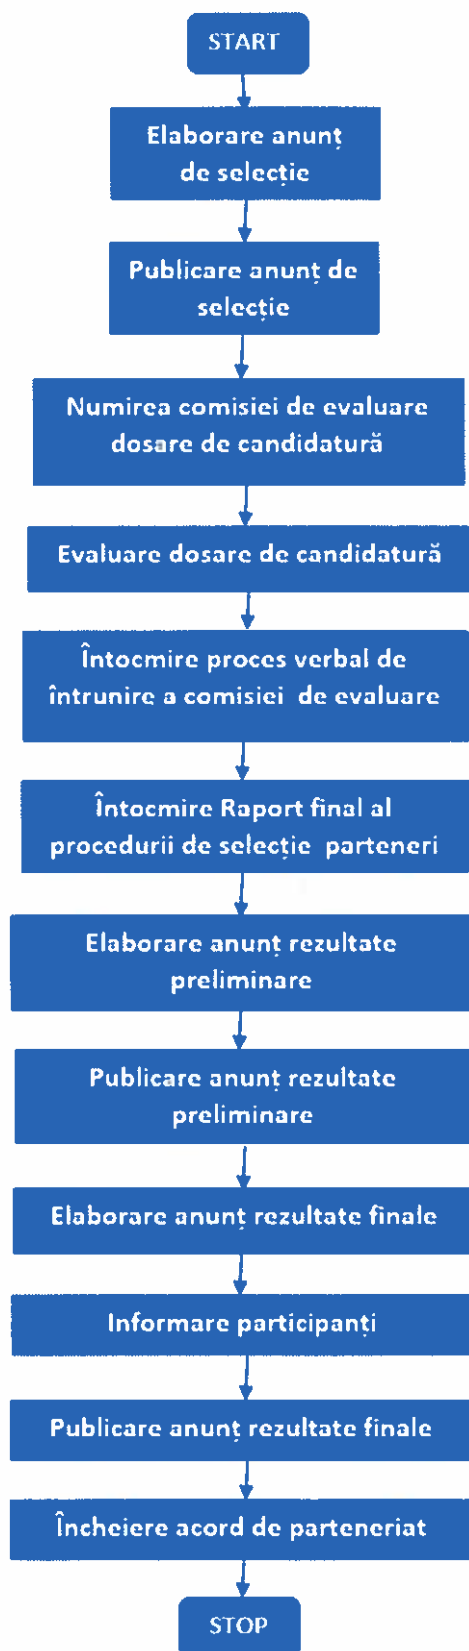 START
Elaborare anunț
de selecție
Publicare anunț de
selecție
Numirea comisiei de evaluare
dosare de candidatură
Evaluare dosare de candidatură
Întocmire proces verbal de
întrunire a comisiei de evaluare
Întocmire Raport final al
procedurii de selecție parteneri
Elaborare anunț rezultate
preliminare
Publicare anunț rezultate
preliminare
Elaborare anunț rezultate finale
Informare participanți
Publicare anunț rezultate finale
Încheiere acord de parteneriat
STOP